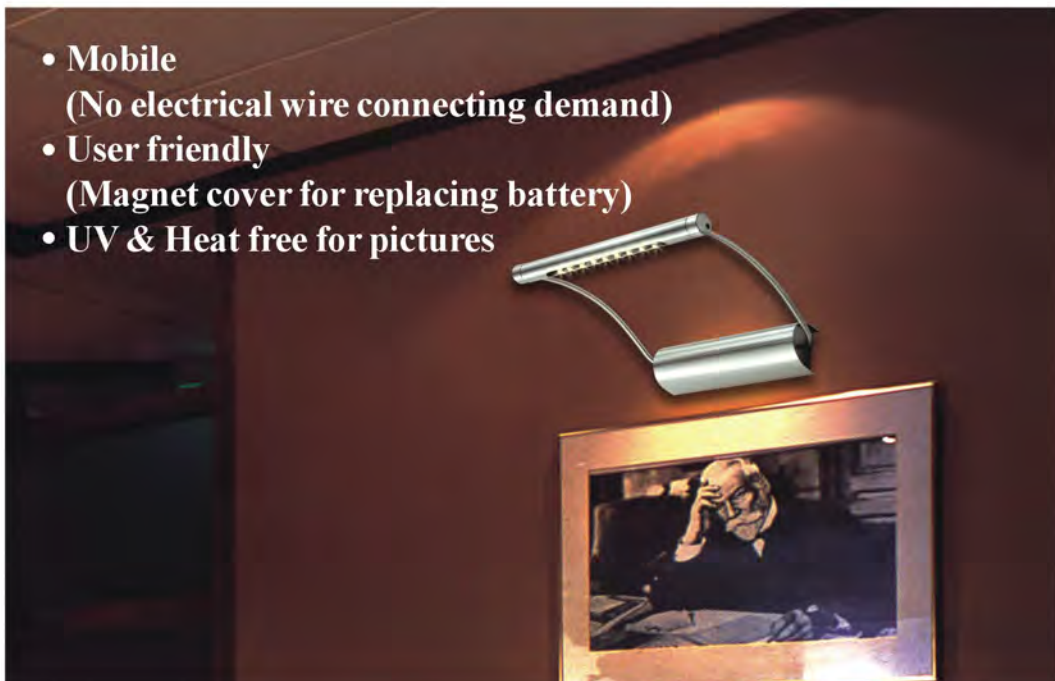 • Mobile
(No electrical wire connecting demand)
• User friendly
(Magnet cover for replacing battery)
• UV & Heat free for pictures